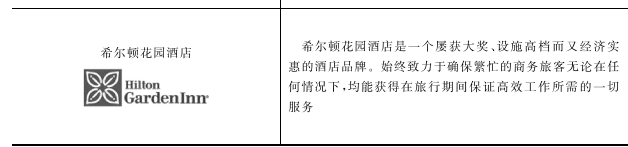 希尔顿花园酒店
Hilton
GardenInn
希尔顿花园酒店是一个屡获大奖、设施高档而又经济实
惠的酒店品牌。始终致力于确保繁忙的商务旅客无论在任
何情况下,均能获得在旅行期间保证高效工作所需的一切
服务